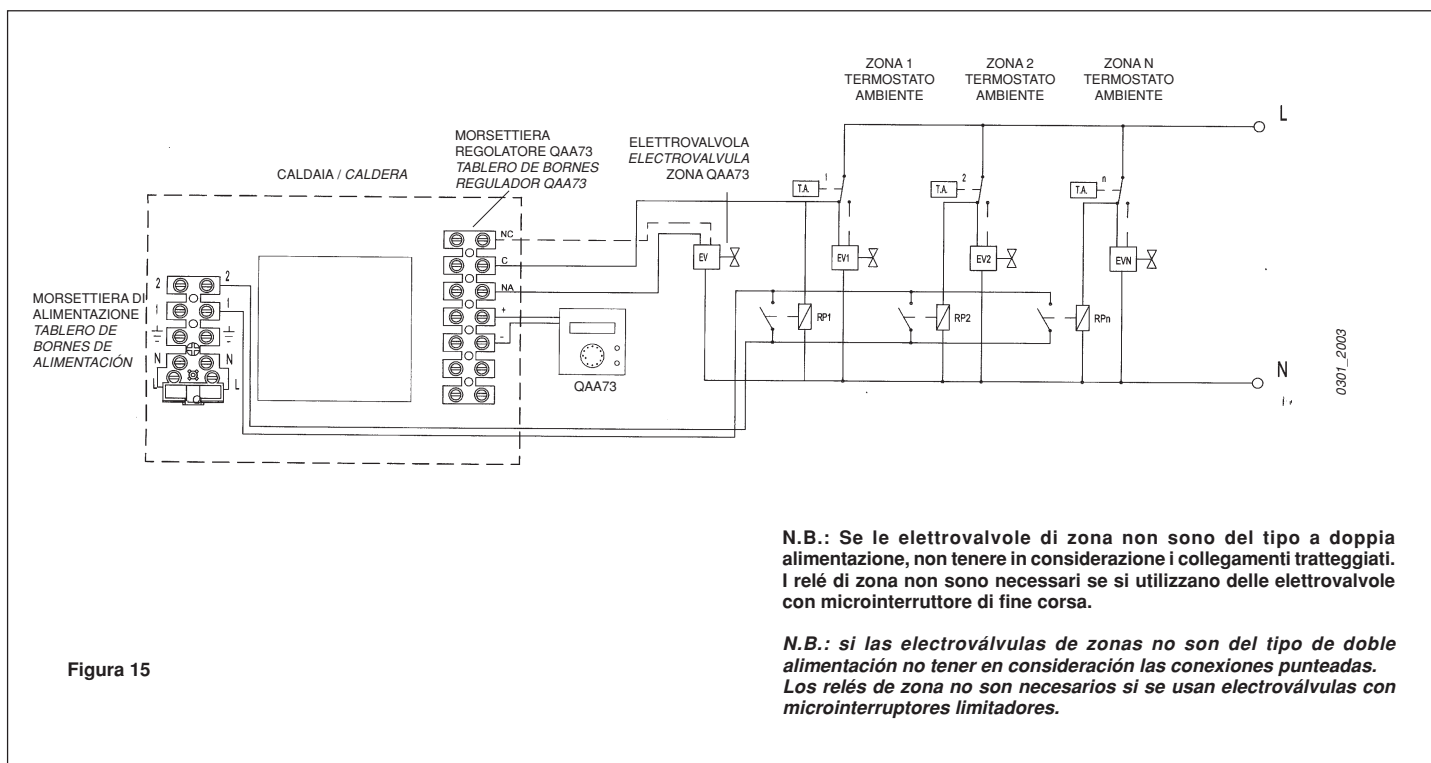 ZONA 1
TERMOSTATO
AMBIENTE
ZONA 2
TERMOSTATO
AMBIENTE
ZONA N
TERMOSTATO
AMBIENTE
L
MORSETTIERA
REGOLATORE QAA73
TABLERO DE BORNES
REGULADOR QAA73
ELETTROVALVOLA
ELECTROVALVULA
ZONA QAA73
CALDAIA / CALDERA
T.A.
1
T.A.
2
T.A.
n
NC
C
NA
+
-
EV
EV1
EV2
EVN
MORSETTIERA DI
ALIMENTAZIONE
TABLERO DE
BORNES DE
ALIMENTACIÓN
2
2
1
1
N
N
L
L
RP1
RP2
RPn
QAA73
N
0301_2003
N.B.: Se le elettrovalvole di zona non sono del tipo a doppia
alimentazione, non tenere in considerazione i collegamenti tratteggiati.
I relé di zona non sono necessari se si utilizzano delle elettrovalvole
con microinterruttore di fine corsa.
N.B.: si las electroválvulas de zonas no son del tipo de doble
alimentación no tener en consideración las conexiones punteadas.
Los relés de zona no son necesarios si se usan electroválvulas con
microinterruptores limitadores.
Figura 15